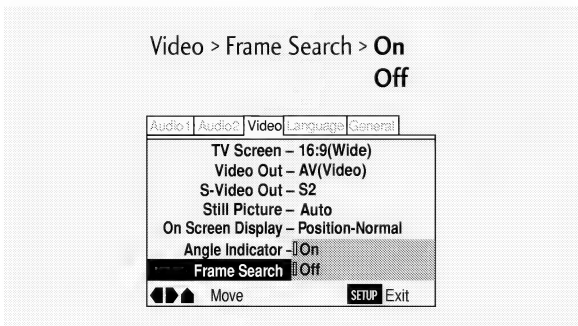 Video > Frame Search > On
Off
Audio1 Audio2 Video Language General
TV Screen – 16:9(Wide)
Video Out – AV(Video)
S-Video Out – S2
Still Picture – Auto
On Screen Display – Position-Normal
Angle Indicator – On
Frame Search Off
Move SETUP Exit